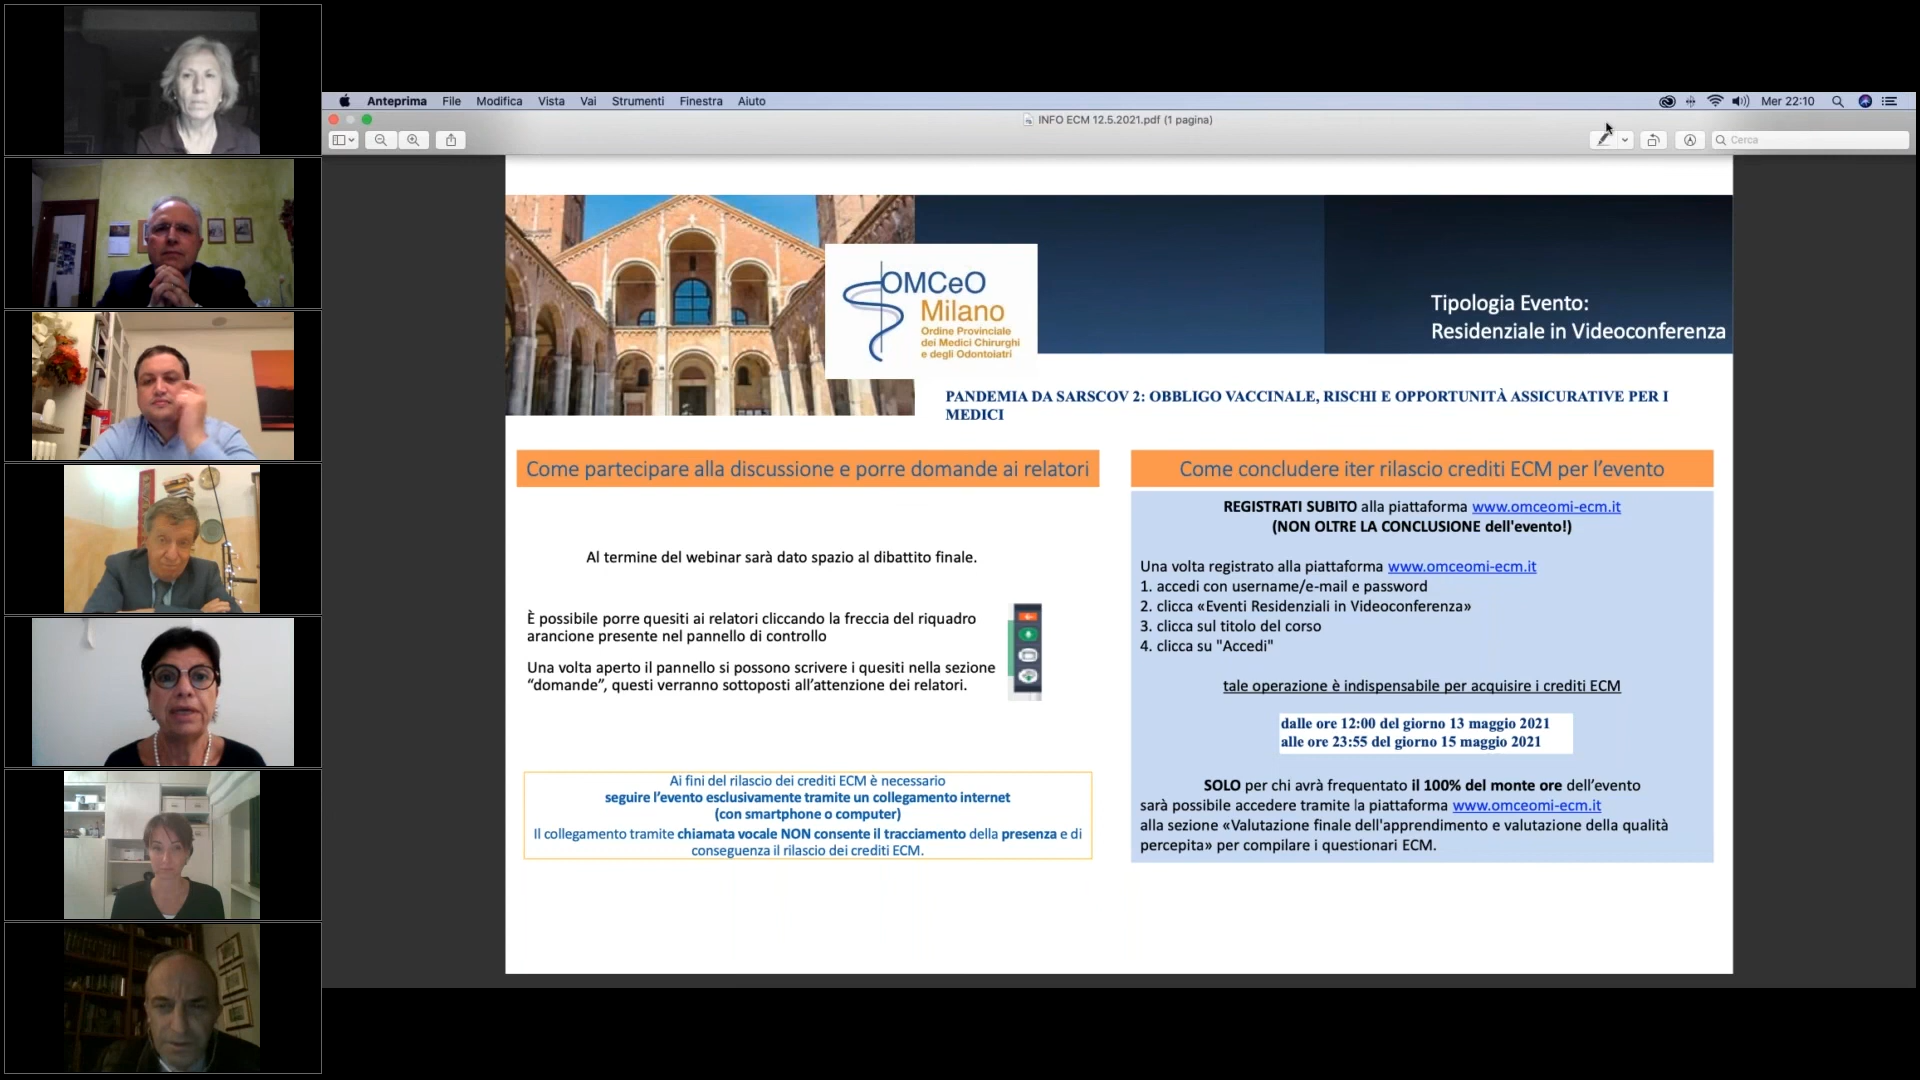 Anteprima File Modifica Vista Vai Strumenti Finestra Aiuto
Mer 22:10
INFO ECM 12.5.2021.pdf (1 pagina)
Cerca
OMCeO
Milano
Ordine Provinciale
dei Medici Chirurghi
e degli Odontoiatri
Tipologia Evento:
Residenziale in Videoconferenza
PANDEMIA DA SARSCOV 2: OBBLIGO VACCINALE, RISCHI E OPPORTUNITÀ ASSICURATIVE PER I
MEDICI
Come partecipare alla discussione e porre domande ai relatori
Al termine del webinar sarà dato spazio al dibattito finale.
È possibile porre quesiti ai relatori cliccando la freccia del riquadro
arancione presente nel pannello di controllo
Una volta aperto il pannello si possono scrivere i quesiti nella sezione
“domande”, questi verranno sottoposti all’attenzione dei relatori.
Ai fini del rilascio dei crediti ECM è necessario
seguire l’evento esclusivamente tramite un collegamento internet
(con smartphone o computer)
Il collegamento tramite chiamata vocale NON consente il tracciamento della presenza e di
conseguenza il rilascio dei crediti ECM.
Come concludere iter rilascio crediti ECM per l’evento
REGISTRATI SUBITO alla piattaforma www.omceomi-ecm.it
(NON OLTRE LA CONCLUSIONE dell'evento!)
Una volta registrato alla piattaforma www.omceomi-ecm.it
1. accedi con username/e-mail e password
2. clicca «Eventi Residenziali in Videoconferenza»
3. clicca sul titolo del corso
4. clicca su "Accedi"
tale operazione è indispensabile per acquisire i crediti ECM
dalle ore 12:00 del giorno 13 maggio 2021
alle ore 23:55 del giorno 15 maggio 2021
SOLO per chi avrà frequentato il 100% del monte ore dell’evento
sarà possibile accedere tramite la piattaforma www.omceomi-ecm.it
alla sezione «Valutazione finale dell'apprendimento e valutazione della qualità
percepita» per compilare i questionari ECM.